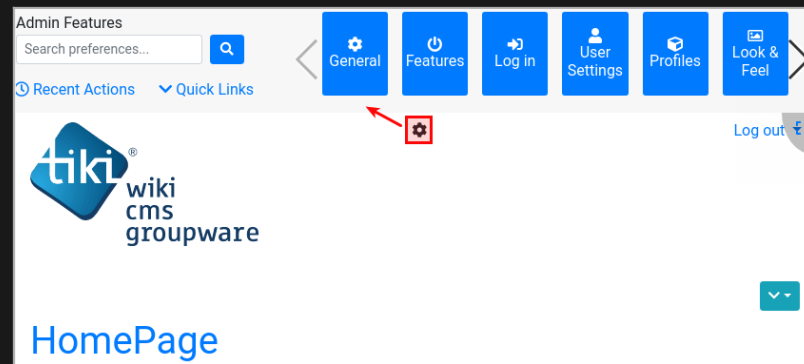 Admin Features
Search preferences...
General
Features
Log in
User
Settings
Profiles
Look &
Feel
Recent Actions
Quick Links
Log out
tiki®
wiki
cms
groupware
HomePage